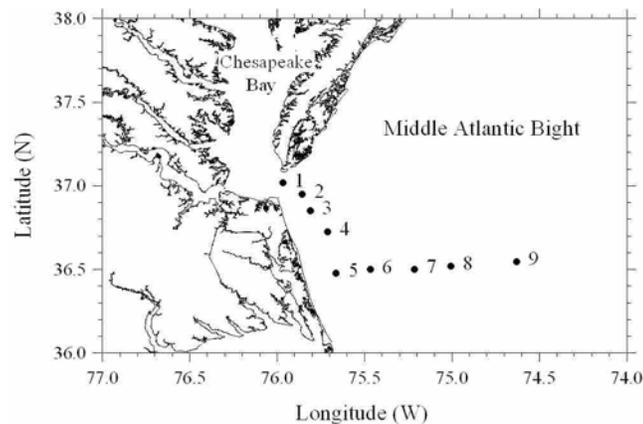 38.0
Chesapeake
Bay
37.5
Middle Atlantic Bight
Latitude (N)
37.0
1
2
3
4
36.5
5 6 7 8 9
36.0
77.0 76.5 76.0 75.5 75.0 74.5 74.0
Longitude (W)